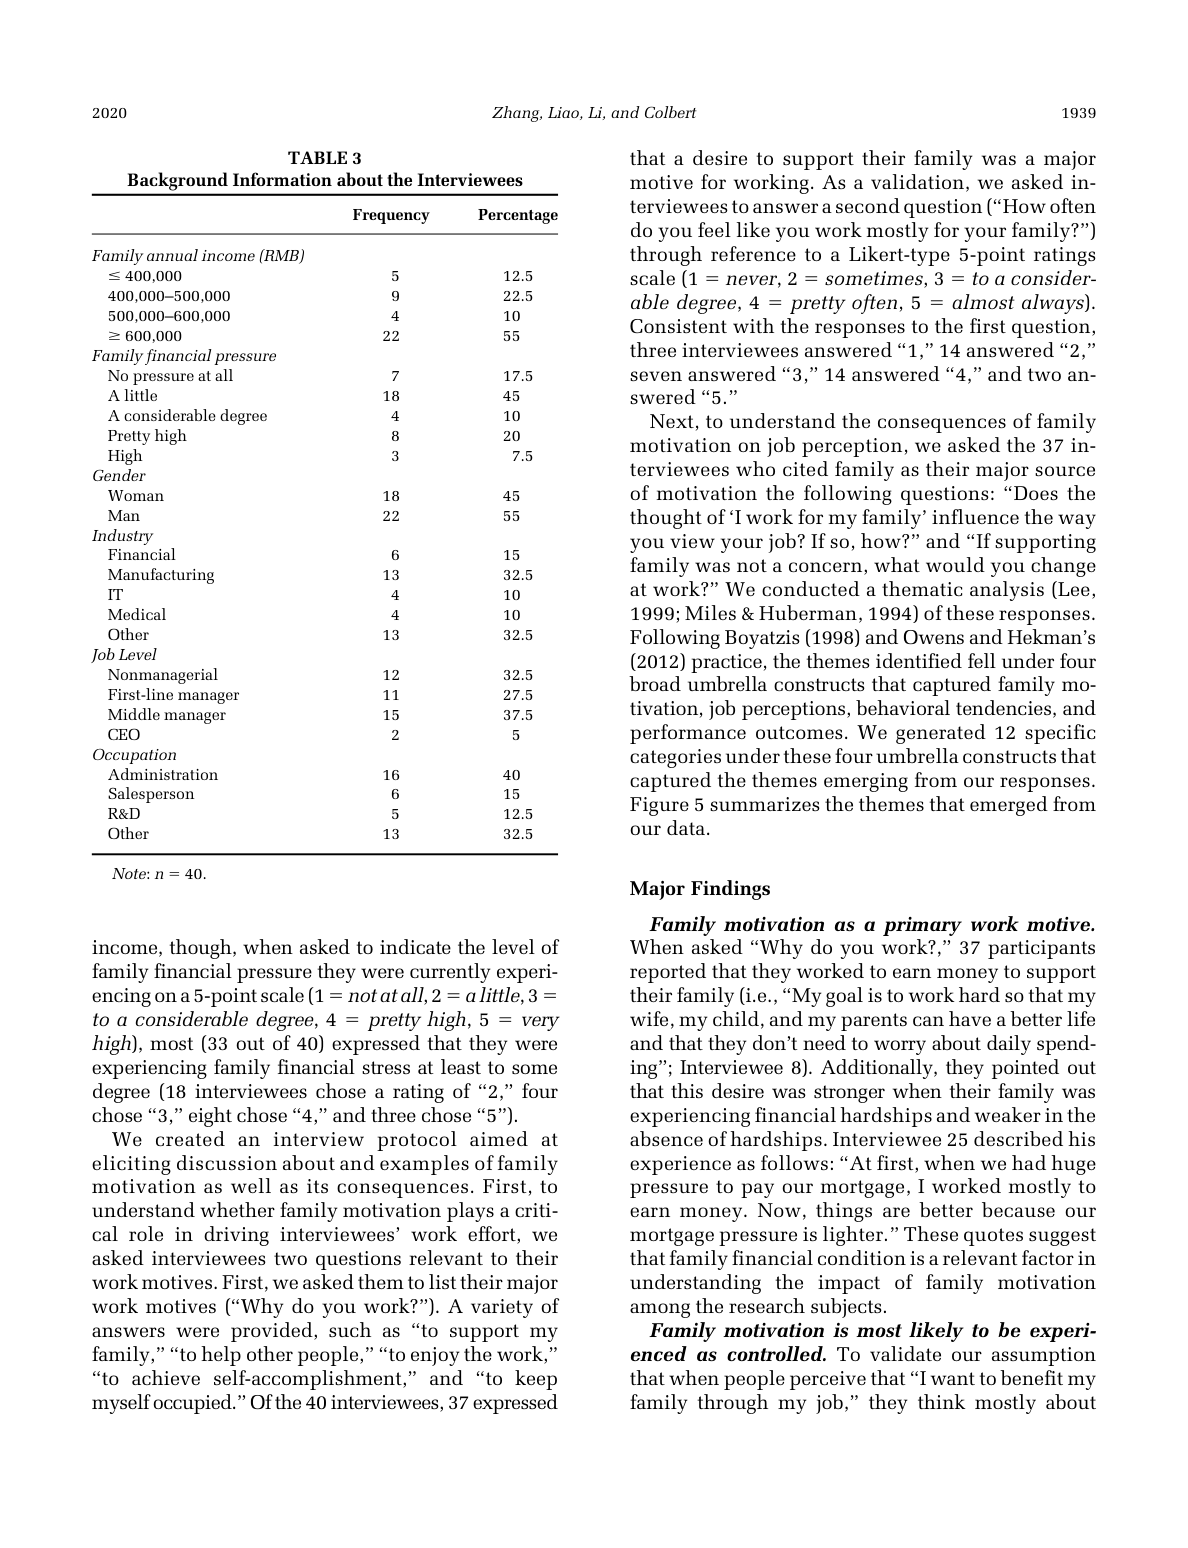 2020 Zhang, Liao, Li, and Colbert 1939
TABLE 3
Background Information about the Interviewees
Frequency Percentage
Family annual income (RMB)
≤ 400,000 5 12.5
400,000–500,000 9 22.5
500,000–600,000 4 10
≥ 600,000 22 55
Family financial pressure
No pressure at all 7 17.5
A little 18 45
A considerable degree 4 10
Pretty high 8 20
High 3 7.5
Gender
Woman 18 45
Man 22 55
Industry
Financial 6 15
Manufacturing 13 32.5
IT 4 10
Medical 4 10
Other 13 32.5
Job Level
Nonmanagerial 12 32.5
First-line manager 11 27.5
Middle manager 15 37.5
CEO 2 5
Occupation
Administration 16 40
Salesperson 6 15
R&D 5 12.5
Other 13 32.5
Note: n = 40.
income, though, when asked to indicate the level of
family financial pressure they were currently experi-
encing on a 5-point scale (1 = not at all, 2 = a little, 3 =
to a considerable degree, 4 = pretty high, 5 = very
high), most (33 out of 40) expressed that they were
experiencing family financial stress at least to some
degree (18 interviewees chose a rating of “2,” four
chose “3,” eight chose “4,” and three chose “5”).
We created an interview protocol aimed at
eliciting discussion about and examples of family
motivation as well as its consequences. First, to
understand whether family motivation plays a criti-
cal role in driving interviewees’ work effort, we
asked interviewees two questions relevant to their
work motives. First, we asked them to list their major
work motives (“Why do you work?”). A variety of
answers were provided, such as “to support my
family,” “to help other people,” “to enjoy the work,”
“to achieve self-accomplishment,” and “to keep
myself occupied.” Of the 40 interviewees, 37 expressed
that a desire to support their family was a major
motive for working. As a validation, we asked in-
terviewees to answer a second question (“How often
do you feel like you work mostly for your family?”)
through reference to a Likert-type 5-point ratings
scale (1 = never, 2 = sometimes, 3 = to a consider-
able degree, 4 = pretty often, 5 = almost always).
Consistent with the responses to the first question,
three interviewees answered “1,” 14 answered “2,”
seven answered “3,” 14 answered “4,” and two an-
swered “5.”
Next, to understand the consequences of family
motivation on job perception, we asked the 37 in-
terviewees who cited family as their major source
of motivation the following questions: “Does the
thought of ‘I work for my family’ influence the way
you view your job? If so, how?” and “If supporting
family was not a concern, what would you change
at work?” We conducted a thematic analysis (Lee,
1999; Miles & Huberman, 1994) of these responses.
Following Boyatzis (1998) and Owens and Hekman’s
(2012) practice, the themes identified fell under four
broad umbrella constructs that captured family mo-
tivation, job perceptions, behavioral tendencies, and
performance outcomes. We generated 12 specific
categories under these four umbrella constructs that
captured the themes emerging from our responses.
Figure 5 summarizes the themes that emerged from
our data.
Major Findings
Family motivation as a primary work motive.
When asked “Why do you work?,” 37 participants
reported that they worked to earn money to support
their family (i.e., “My goal is to work hard so that my
wife, my child, and my parents can have a better life
and that they don’t need to worry about daily spend-
ing”; Interviewee 8). Additionally, they pointed out
that this desire was stronger when their family was
experiencing financial hardships and weaker in the
absence of hardships. Interviewee 25 described his
experience as follows: “At first, when we had huge
pressure to pay our mortgage, I worked mostly to
earn money. Now, things are better because our
mortgage pressure is lighter.” These quotes suggest
that family financial condition is a relevant factor in
understanding the impact of family motivation
among the research subjects.
Family motivation is most likely to be experi-
enced as controlled. To validate our assumption
that when people perceive that “I want to benefit my
family through my job,” they think mostly about